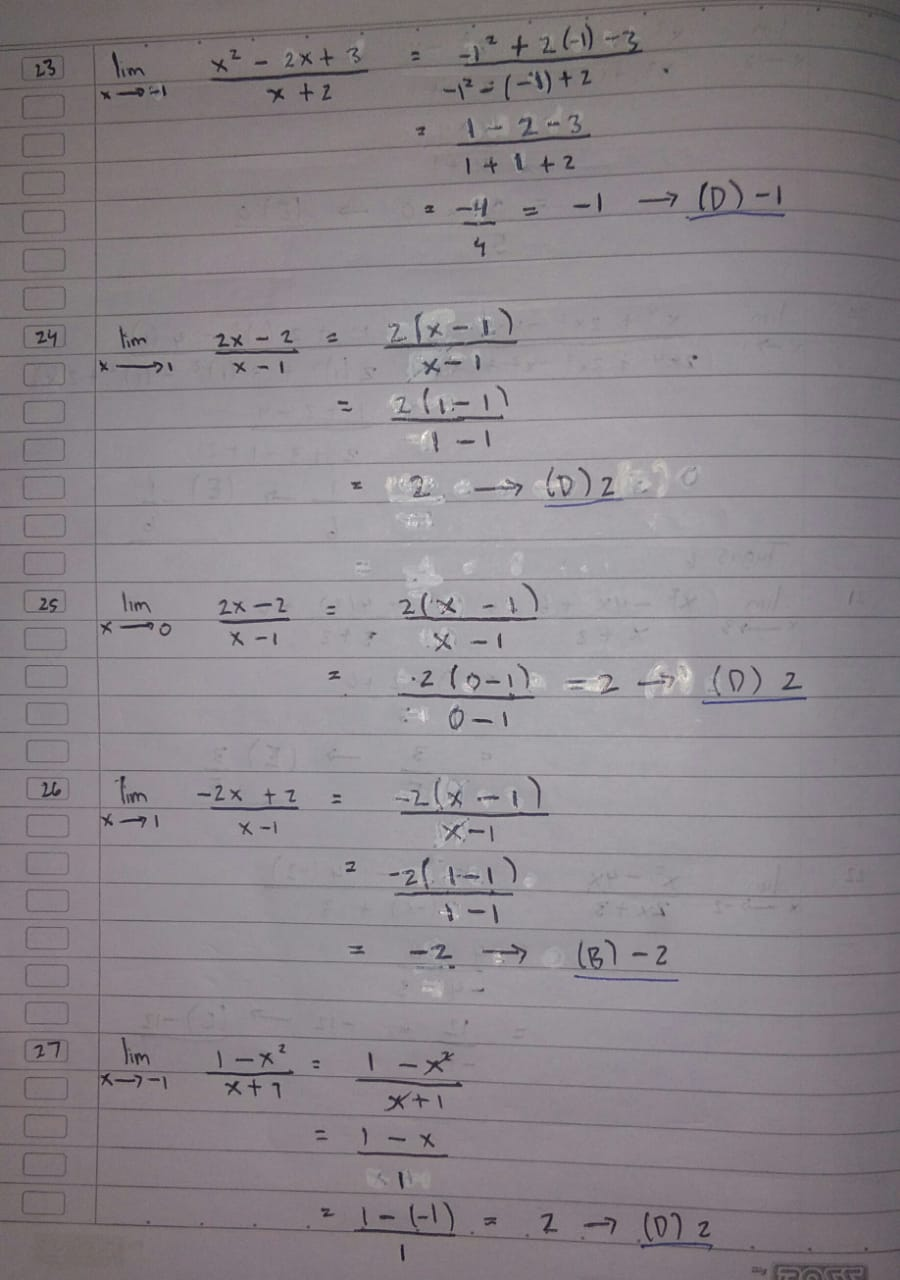 23 lim x→-1 x² - 2x + 3 / x + 2 = -1² + 2(-1) - 3 / -1² - (-1) + 2
= 1 - 2 - 3 / 1 + 1 + 2
= -4 / 4 = -1 → (D) -1
24 lim x→1 2x - 2 / x - 1 = 2(x - 1) / x - 1
= 2(1 - 1) / 1 - 1
= 2 → (D) 2
25 lim x→0 2x - 2 / x - 1 = 2(x - 1) / x - 1
= 2(0 - 1) / 0 - 1 = 2 → (D) 2
26 lim x→1 -2x + 2 / x - 1 = -2(x - 1) / x - 1
= -2(1 - 1) / 1 - 1
= -2 → (B) -2
27 lim x→-1 1 - x² / x + 1 = 1 - x² / x + 1
= 1 - x / 1
= 1 - (-1) / 1 = 2 → (D) 2